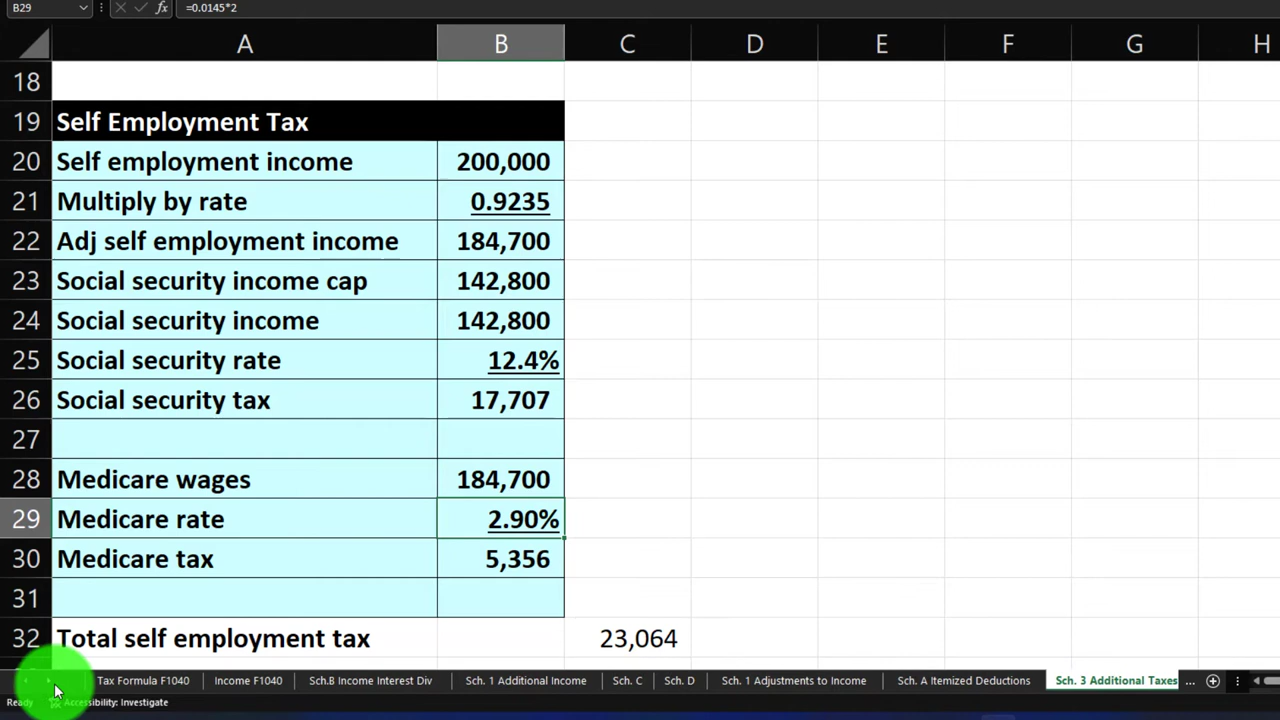 B29 fx =0.0145*2
A B C D E F G H
18
19 Self Employment Tax
20 Self employment income 200,000
21 Multiply by rate 0.9235
22 Adj self employment income 184,700
23 Social security income cap 142,800
24 Social security income 142,800
25 Social security rate 12.4%
26 Social security tax 17,707
27
28 Medicare wages 184,700
29 Medicare rate 2.90%
30 Medicare tax 5,356
31
32 Total self employment tax 23,064
Tax Formula F1040 Income F1040 Sch.B Income Interest Div Sch. 1 Additional Income Sch. C Sch. D Sch. 1 Adjustments to Income Sch. A Itemized Deductions Sch. 3 Additional Taxes ...
Ready Accessibility: Investigate